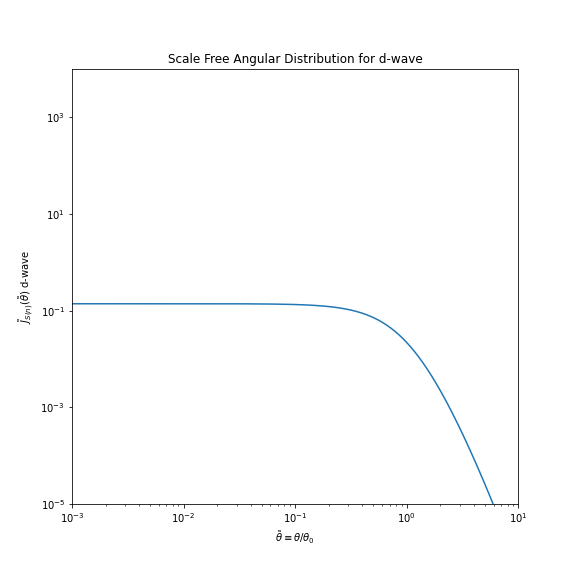 Scale Free Angular Distribution for d-wave
10³
10¹
10⁻¹
10⁻³
10⁻⁵
J̃_{S(n)}(θ̃) d-wave
10⁻³ 10⁻² 10⁻¹ 10⁰ 10¹
θ̃ ≡ θ/θ₀